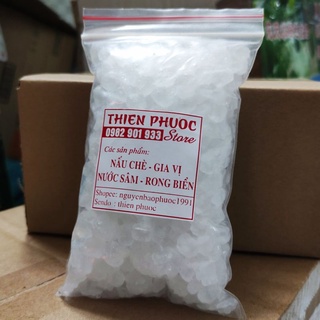 THIEN PHUOC
0982 901 933 Store
Các sản phẩm:
NẤU CHÈ - GIA VỊ
NƯỚC SÂM - RONG BIỂN
Shopee: nguyenbaophuoc1991
Sendo : thien phuoc